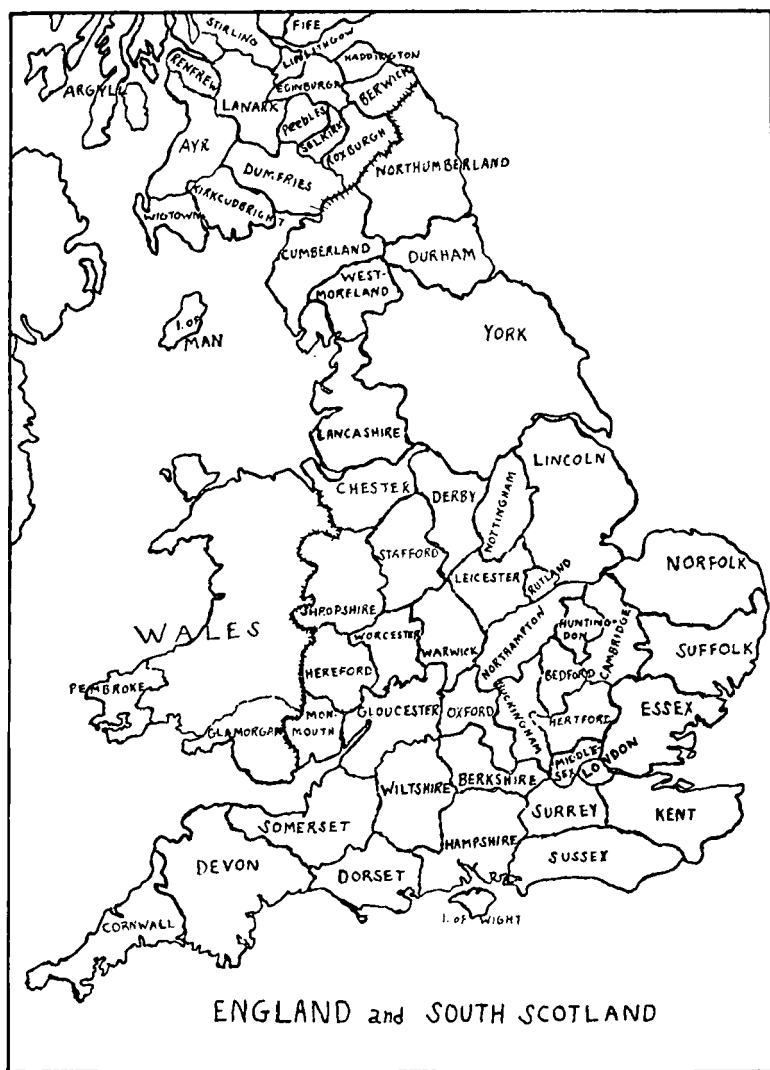 STIRLING
FIFE
LINLITHGOW
RENFREW
EDINBURGH
HADDINGTON
ARGYLL
LANARK
BERWICK
PEEBLES
SELKIRK
AYR
ROXBURGH
DUMFRIES
NORTHUMBERLAND
KIRKCUDBRIGHT
WIGTOWN
CUMBERLAND
DURHAM
WEST-
MORELAND
I. OF
MAN
YORK
LANCASHIRE
LINCOLN
CHESTER
DERBY
NOTTINGHAM
STAFFORD
NORFOLK
LEICESTER
RUTLAND
SHROPSHIRE
WALES
WORCESTER
WARWICK
NORTHAMPTON
HUNTING-
DON
CAMBRIDGE
SUFFOLK
HEREFORD
BEDFORD
PEMBROKE
GLOUCESTER
OXFORD
BUCKINGHAM
HERTFORD
ESSEX
GLAMORGAN
MON-
MOUTH
MIDDLE-
SEX
LONDON
BERKSHIRE
WILTSHIRE
SURREY
KENT
SOMERSET
HAMPSHIRE
SUSSEX
DEVON
DORSET
I. OF WIGHT
CORNWALL
ENGLAND and SOUTH SCOTLAND